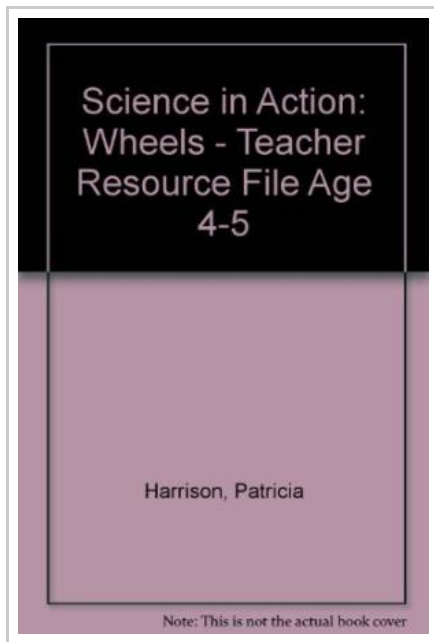 Science in Action:
Wheels - Teacher
Resource File Age
4-5
Harrison, Patricia
Note: This is not the actual book cover